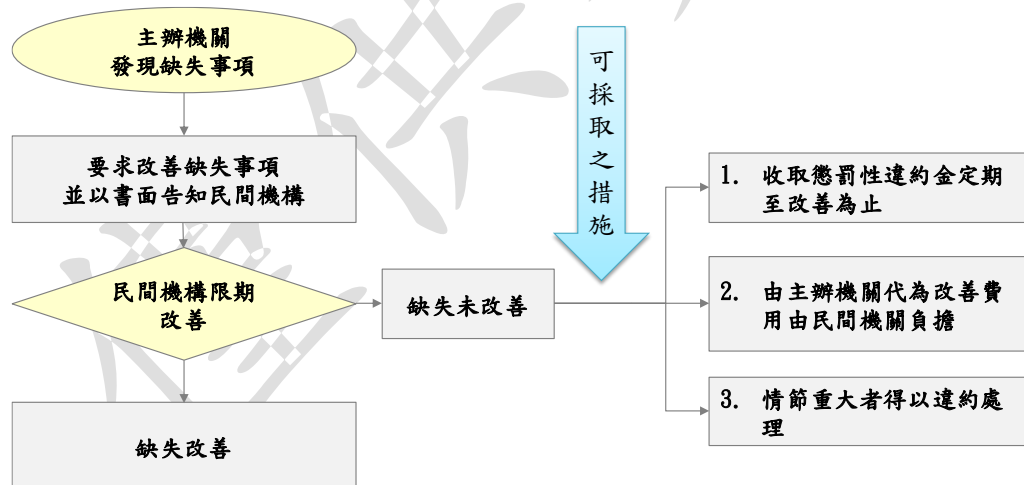 主辦機關
發現缺失事項
要求改善缺失事項
並以書面告知民間機構
民間機構限期
改善
缺失改善
缺失未改善
可採取之措施
1. 收取懲罰性違約金定期
至改善為止
2. 由主辦機關代為改善費
用由民間機關負擔
3. 情節重大者得以違約處
理